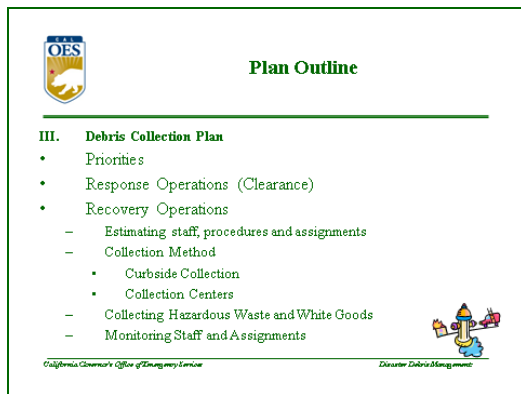 CAL
OES
Plan Outline
III. Debris Collection Plan
• Priorities
• Response Operations (Clearance)
• Recovery Operations
– Estimating staff, procedures and assignments
– Collection Method
• Curbside Collection
• Collection Centers
– Collecting Hazardous Waste and White Goods
– Monitoring Staff and Assignments
California Governor's Office of Emergency Services
Disaster Debris Management